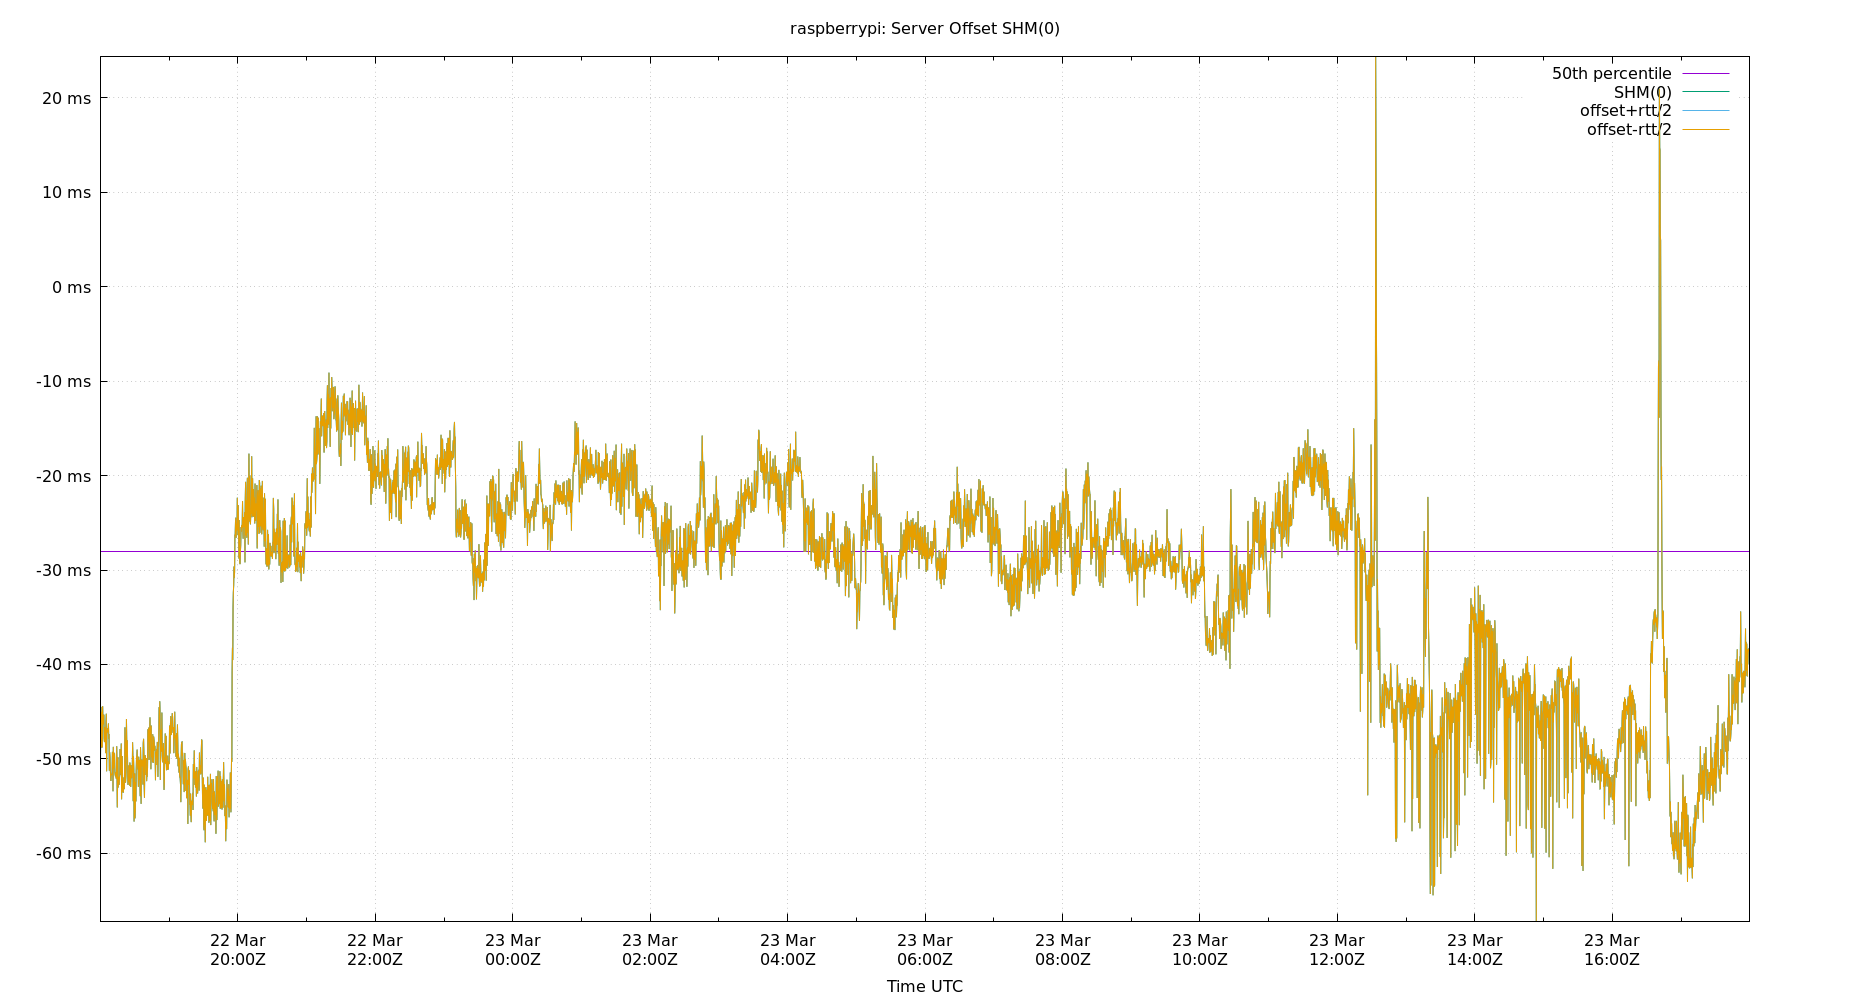 raspberrypi: Server Offset SHM(0)
50th percentile
SHM(0)
offset+rtt/2
offset-rtt/2
20 ms
10 ms
0 ms
-10 ms
-20 ms
-30 ms
-40 ms
-50 ms
-60 ms
22 Mar 22 Mar 23 Mar 23 Mar 23 Mar 23 Mar 23 Mar 23 Mar 23 Mar 23 Mar 23 Mar
20:00Z 22:00Z 00:00Z 02:00Z 04:00Z 06:00Z 08:00Z 10:00Z 12:00Z 14:00Z 16:00Z
Time UTC